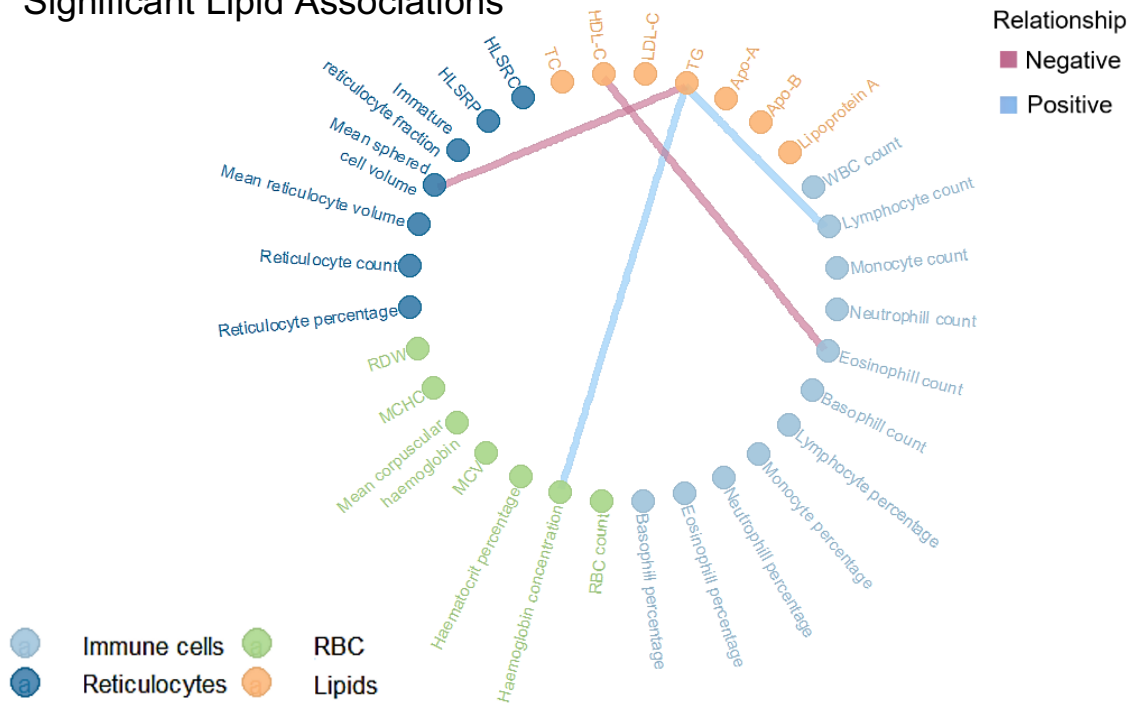 Significant Lipid Associations
Relationship
Negative
Positive
TC
HDL-C
LDL-C
TG
Apo-A
Apo-B
Lipoprotein A
WBC count
Lymphocyte count
Monocyte count
Neutrophill count
Eosinophill count
Basophill count
Lymphocyte percentage
Monocyte percentage
Neutrophill percentage
Eosinophill percentage
Basophill percentage
RBC count
Haemoglobin concentration
Haematocrit percentage
MCV
Mean corpuscular
haemoglobin
MCHC
RDW
Reticulocyte percentage
Reticulocyte count
Mean reticulocyte volume
Mean sphered
cell volume
Immature
reticulocyte fraction
HLSRP
HLSRC
a Immune cells
a RBC
a Reticulocytes
a Lipids